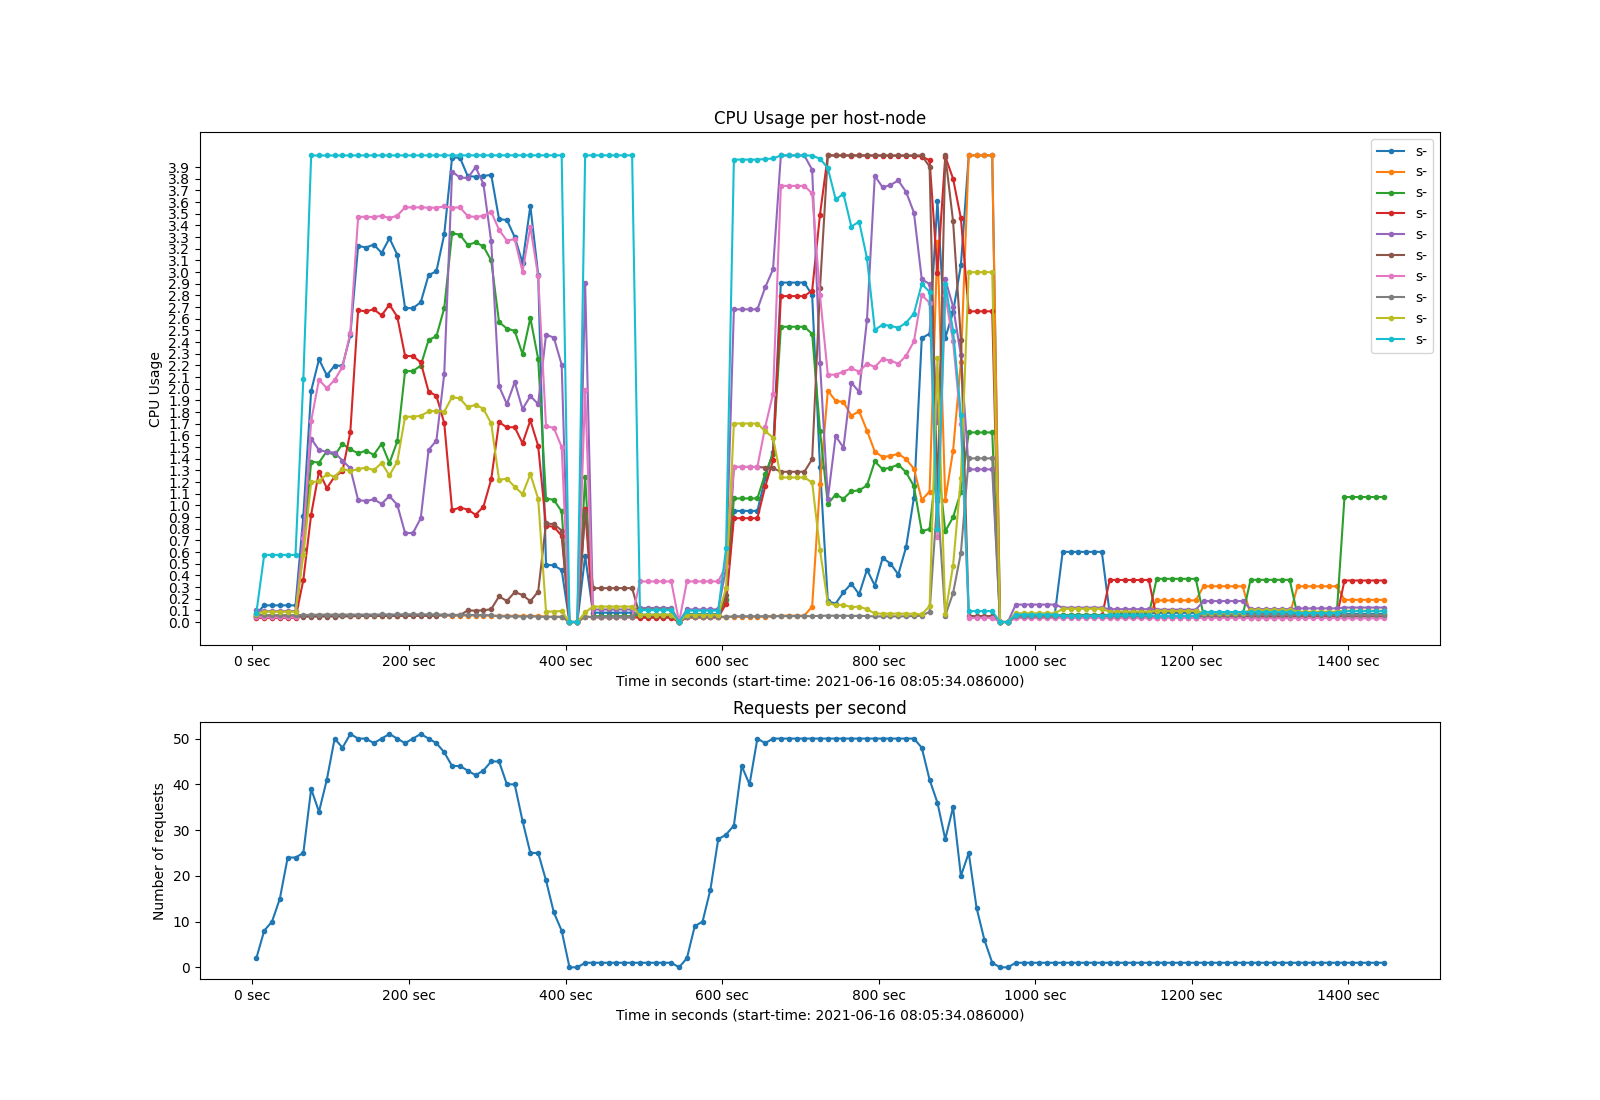 CPU Usage per host-node
CPU Usage
3.9
3.8
3.7
3.6
3.5
3.4
3.3
3.2
3.1
3.0
2.9
2.8
2.7
2.6
2.5
2.4
2.3
2.2
2.1
2.0
1.9
1.8
1.7
1.6
1.5
1.4
1.3
1.2
1.1
1.0
0.9
0.8
0.7
0.6
0.5
0.4
0.3
0.2
0.1
0.0
s-
s-
s-
s-
s-
s-
s-
s-
s-
s-
0 sec 200 sec 400 sec 600 sec 800 sec 1000 sec 1200 sec 1400 sec
Time in seconds (start-time: 2021-06-16 08:05:34.086000)
Requests per second
Number of requests
50
40
30
20
10
0
0 sec 200 sec 400 sec 600 sec 800 sec 1000 sec 1200 sec 1400 sec
Time in seconds (start-time: 2021-06-16 08:05:34.086000)